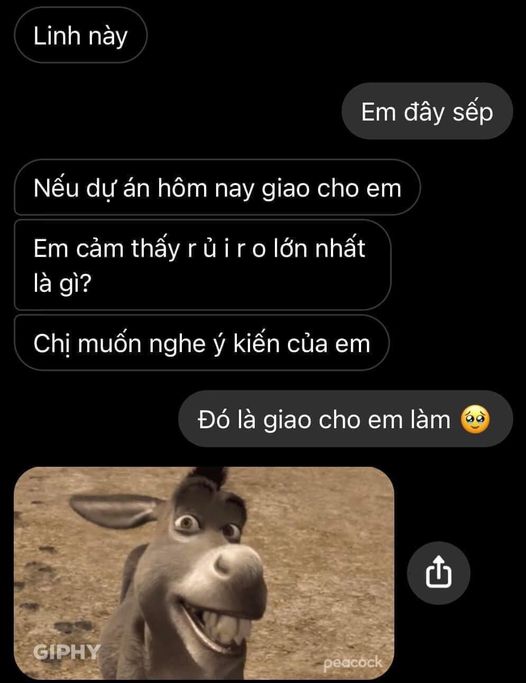 Linh này
Em đây sếp
Nếu dự án hôm nay giao cho em
Em cảm thấy r ủ i r o lớn nhất
là gì?
Chị muốn nghe ý kiến của em
Đó là giao cho em làm 🥹
GIPHY
peacock